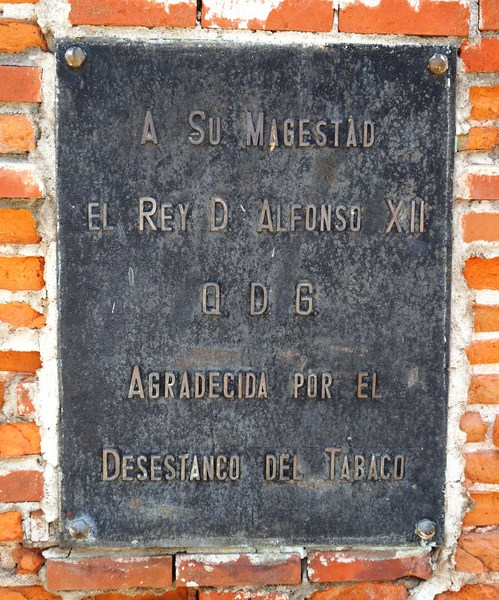 A Su Magestad
el Rey D Alfonso XII
Q D G
Agradecida por el
Desestanco del Tabaco